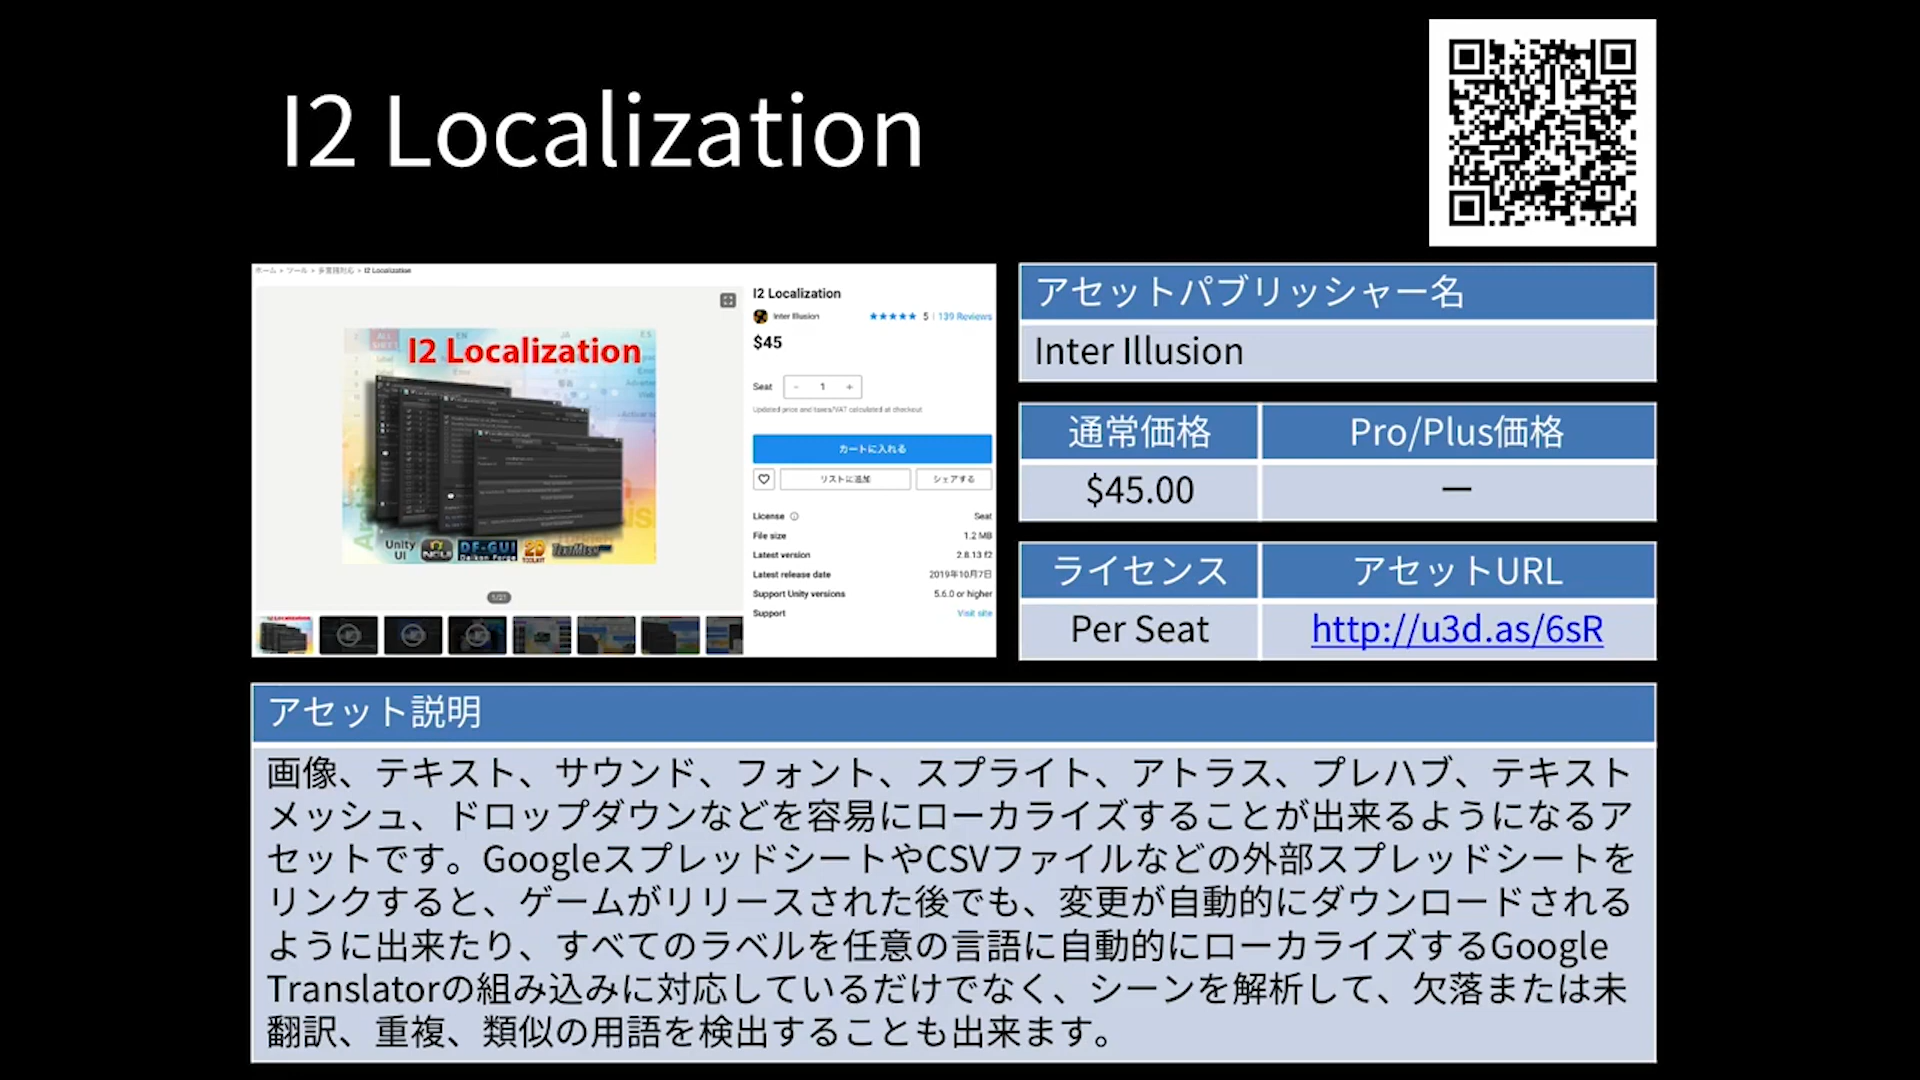 I2 Localization
ホーム > ツール > 多言語対応 > I2 Localization
I2 Localization
Unity
UI
NGUI
DF-GUI
Daikon Forge
2D
TOOLKIT
TextMesh
1/21
I2 Localization
Inter Illusion
5 | 139 Reviews
$45
Seat - 1 +
Updated price and taxes/VAT calculated at checkout
カートに入れる
リストに追加
シェアする
License Seat
File size 1.2 MB
Latest version 2.8.13 f2
Latest release date 2019年10月7日
Support Unity versions 5.6.0 or higher
Support Visit site
アセットパブリッシャー名
Inter Illusion
通常価格 Pro/Plus価格
$45.00 ー
ライセンス アセットURL
Per Seat http://u3d.as/6sR
アセット説明
画像、テキスト、サウンド、フォント、スプライト、アトラス、プレハブ、テキスト
メッシュ、ドロップダウンなどを容易にローカライズすることが出来るようになるア
セットです。GoogleスプレッドシートやCSVファイルなどの外部スプレッドシートを
リンクすると、ゲームがリリースされた後でも、変更が自動的にダウンロードされる
ように出来たり、すべてのラベルを任意の言語に自動的にローカライズするGoogle
Translatorの組み込みに対応しているだけでなく、シーンを解析して、欠落または未
翻訳、重複、類似の用語を検出することも出来ます。